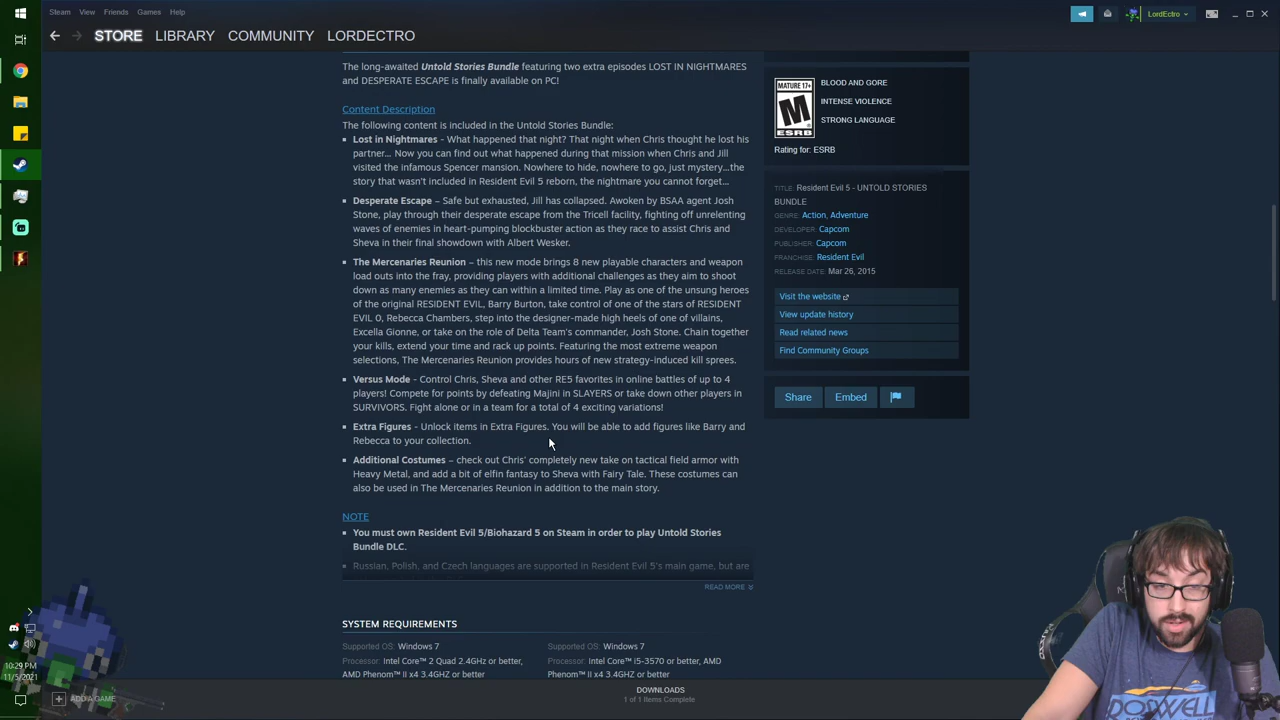 Steam View Friends Games Help
LordEctro
STORE LIBRARY COMMUNITY LORDECTRO
The long-awaited Untold Stories Bundle featuring two extra episodes LOST IN NIGHTMARES
and DESPERATE ESCAPE is finally available on PC!
Content Description
The following content is included in the Untold Stories Bundle:
Lost in Nightmares - What happened that night? That night when Chris thought he lost his
partner... Now you can find out what happened during that mission when Chris and Jill
visited the infamous Spencer mansion. Nowhere to hide, nowhere to go, just mystery...the
story that wasn't included in Resident Evil 5 reborn, the nightmare you cannot forget...
Desperate Escape – Safe but exhausted, Jill has collapsed. Awoken by BSAA agent Josh
Stone, play through their desperate escape from the Tricell facility, fighting off unrelenting
waves of enemies in heart-pumping blockbuster action as they race to assist Chris and
Sheva in their final showdown with Albert Wesker.
The Mercenaries Reunion – this new mode brings 8 new playable characters and weapon
load outs into the fray, providing players with additional challenges as they aim to shoot
down as many enemies as they can within a limited time. Play as one of the unsung heroes
of the original RESIDENT EVIL, Barry Burton, take control of one of the stars of RESIDENT
EVIL 0, Rebecca Chambers, step into the designer-made high heels of one of villains,
Excella Gionne, or take on the role of Delta Team's commander, Josh Stone. Chain together
your kills, extend your time and rack up points. Featuring the most extreme weapon
selections, The Mercenaries Reunion provides hours of new strategy-induced kill sprees.
Versus Mode - Control Chris, Sheva and other RE5 favorites in online battles of up to 4
players! Compete for points by defeating Majini in SLAYERS or take down other players in
SURVIVORS. Fight alone or in a team for a total of 4 exciting variations!
Extra Figures - Unlock items in Extra Figures. You will be able to add figures like Barry and
Rebecca to your collection.
Additional Costumes – check out Chris' completely new take on tactical field armor with
Heavy Metal, and add a bit of elfin fantasy to Sheva with Fairy Tale. These costumes can
also be used in The Mercenaries Reunion in addition to the main story.
NOTE
You must own Resident Evil 5/Biohazard 5 on Steam in order to play Untold Stories
Bundle DLC.
Russian, Polish, and Czech languages are supported in Resident Evil 5's main game, but are
READ MORE
SYSTEM REQUIREMENTS
Supported OS: Windows 7
Processor: Intel Core™ 2 Quad 2.4GHz or better,
AMD Phenom™ II x4 3.4GHz or better
Supported OS: Windows 7
Processor: Intel Core™ i5-3570 or better, AMD
Phenom™ II x4 3.4GHz or better
MATURE 17+
M
ESRB
BLOOD AND GORE
INTENSE VIOLENCE
STRONG LANGUAGE
Rating for: ESRB
TITLE: Resident Evil 5 - UNTOLD STORIES
BUNDLE
GENRE: Action, Adventure
DEVELOPER: Capcom
PUBLISHER: Capcom
FRANCHISE: Resident Evil
RELEASE DATE: Mar 26, 2015
Visit the website
View update history
Read related news
Find Community Groups
Share Embed
10:29 PM
11/5/2021
ADD A GAME
DOWNLOADS
1 of 1 Items Complete